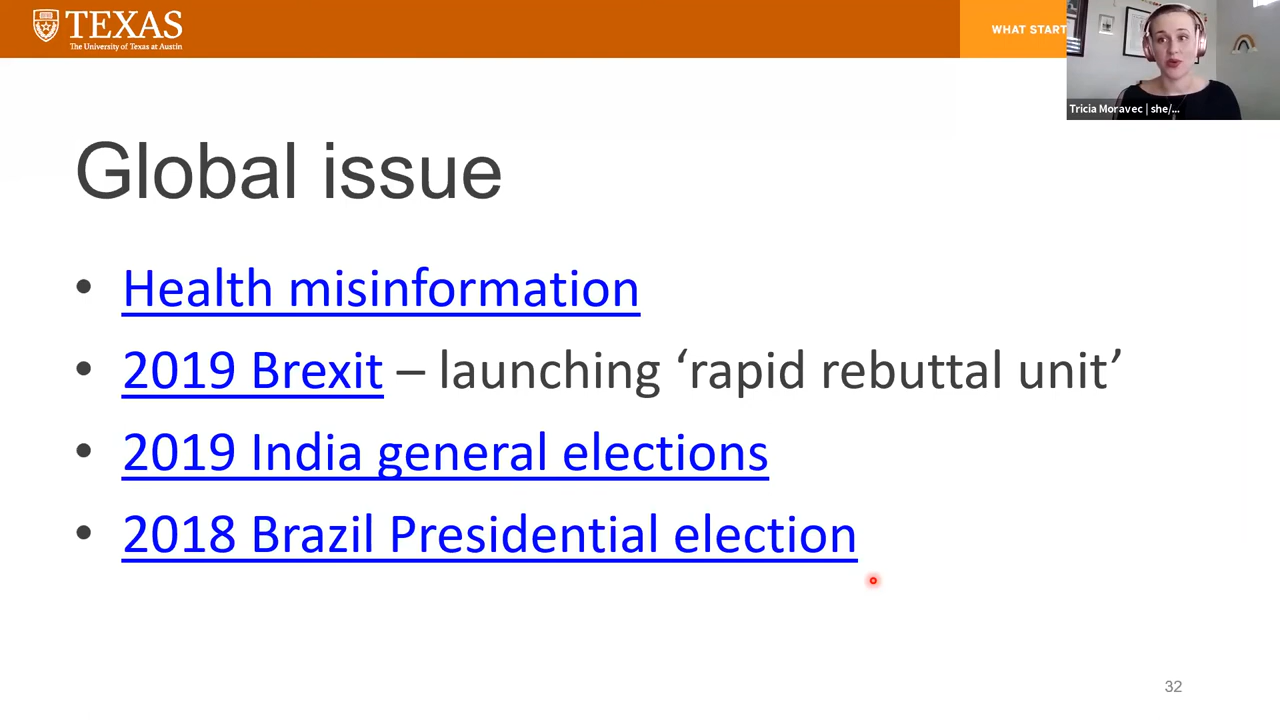 TEXAS
The University of Texas at Austin
WHAT START
Tricia Moravec | she/...
Global issue
• Health misinformation
• 2019 Brexit – launching ‘rapid rebuttal unit’
• 2019 India general elections
• 2018 Brazil Presidential election
32